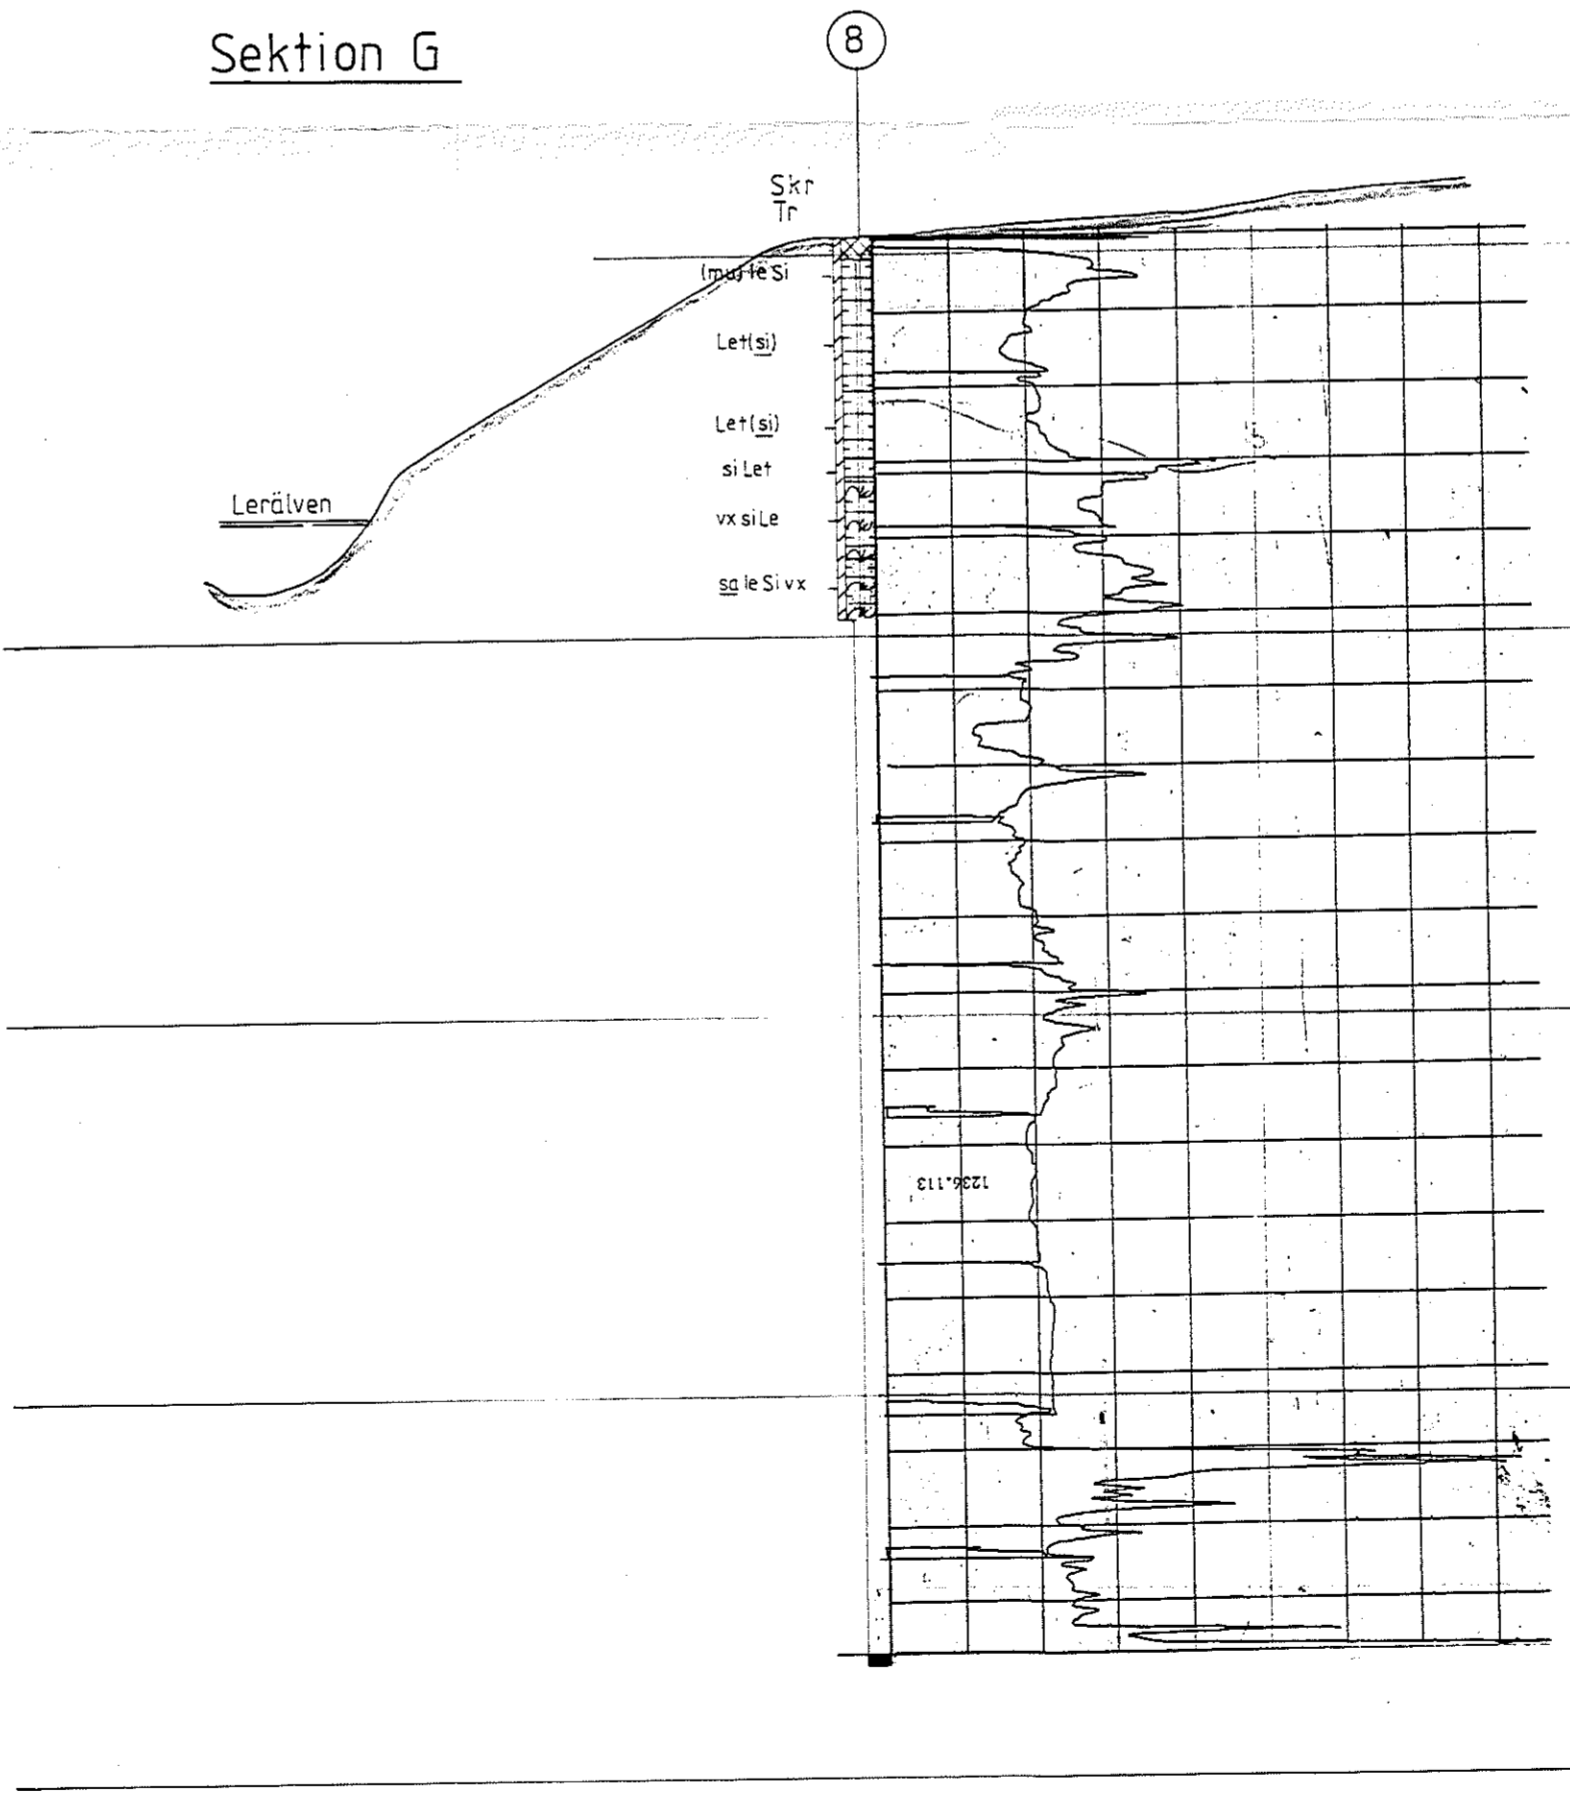 Sektion G
8
Skr
Tr
(mu) le Si
Let(si)
Let(si)
si Let
Lerälven
vx si Le
sa le Si vx
1236.113